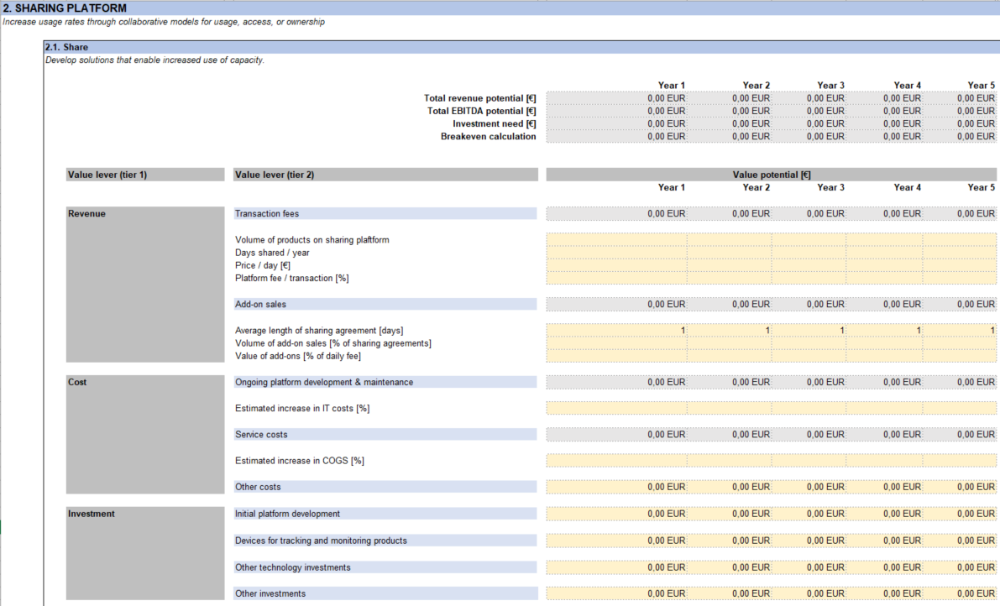 2. SHARING PLATFORM
Increase usage rates through collaborative models for usage, access, or ownership
2.1. Share
Develop solutions that enable increased use of capacity.
Year 1 Year 2 Year 3 Year 4 Year 5
Total revenue potential [€] 0,00 EUR 0,00 EUR 0,00 EUR 0,00 EUR 0,00 EUR
Total EBITDA potential [€] 0,00 EUR 0,00 EUR 0,00 EUR 0,00 EUR 0,00 EUR
Investment need [€] 0,00 EUR 0,00 EUR 0,00 EUR 0,00 EUR 0,00 EUR
Breakeven calculation 0,00 EUR 0,00 EUR 0,00 EUR 0,00 EUR 0,00 EUR
Value lever (tier 1) Value lever (tier 2) Value potential [€]
Year 1 Year 2 Year 3 Year 4 Year 5
Revenue Transaction fees 0,00 EUR 0,00 EUR 0,00 EUR 0,00 EUR 0,00 EUR
Volume of products on sharing plaftform
Days shared / year
Price / day [€]
Platform fee / transaction [%]
Add-on sales 0,00 EUR 0,00 EUR 0,00 EUR 0,00 EUR 0,00 EUR
Average length of sharing agreement [days] 1 1 1 1 1
Volume of add-on sales [% of sharing agreements]
Value of add-ons [% of daily fee]
Cost Ongoing platform development & maintenance 0,00 EUR 0,00 EUR 0,00 EUR 0,00 EUR 0,00 EUR
Estimated increase in IT costs [%]
Service costs 0,00 EUR 0,00 EUR 0,00 EUR 0,00 EUR 0,00 EUR
Estimated increase in COGS [%]
Other costs 0,00 EUR 0,00 EUR 0,00 EUR 0,00 EUR 0,00 EUR
Investment Initial platform development 0,00 EUR 0,00 EUR 0,00 EUR 0,00 EUR 0,00 EUR
Devices for tracking and monitoring products 0,00 EUR 0,00 EUR 0,00 EUR 0,00 EUR 0,00 EUR
Other technology investments 0,00 EUR 0,00 EUR 0,00 EUR 0,00 EUR 0,00 EUR
Other investments 0,00 EUR 0,00 EUR 0,00 EUR 0,00 EUR 0,00 EUR